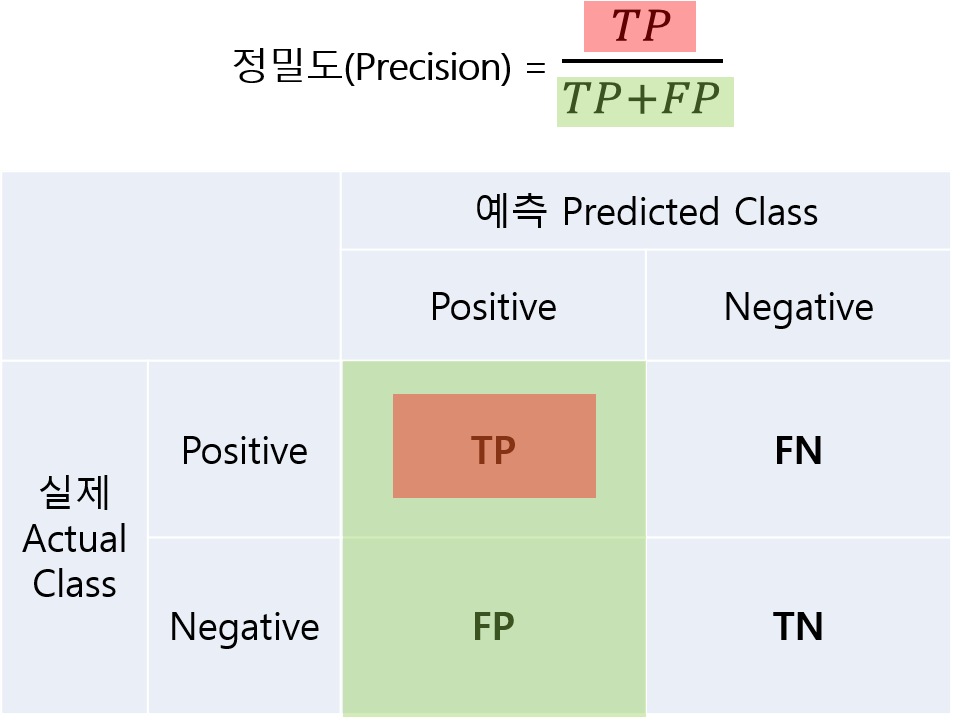 정밀도(Precision) = TP
TP+FP
예측 Predicted Class
Positive
Negative
실제
Actual
Class
Positive
TP
FN
Negative
FP
TN